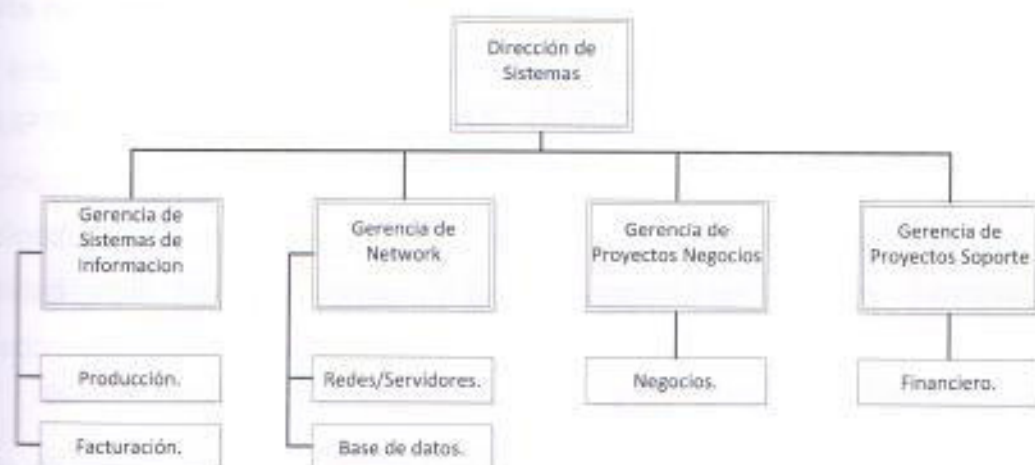 Dirección de
Sistemas
Gerencia de
Sistemas de
Informacion
Gerencia de
Network
Gerencia de
Proyectos Negocios
Gerencia de
Proyectos Soporte
Producción.
Redes/Servidores.
Negocios.
Financiero.
Facturación.
Base de datos.